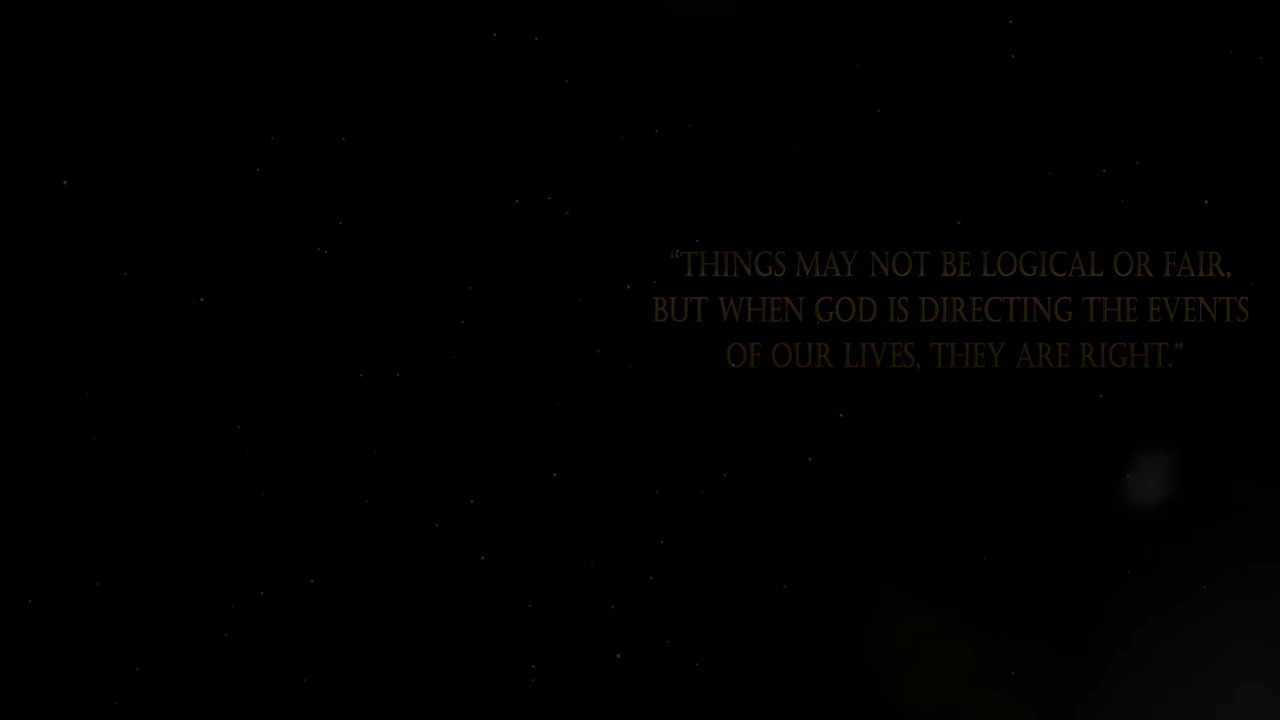 “THINGS MAY NOT BE LOGICAL OR FAIR,
BUT WHEN GOD IS DIRECTING THE EVENTS
OF OUR LIVES, THEY ARE RIGHT.”